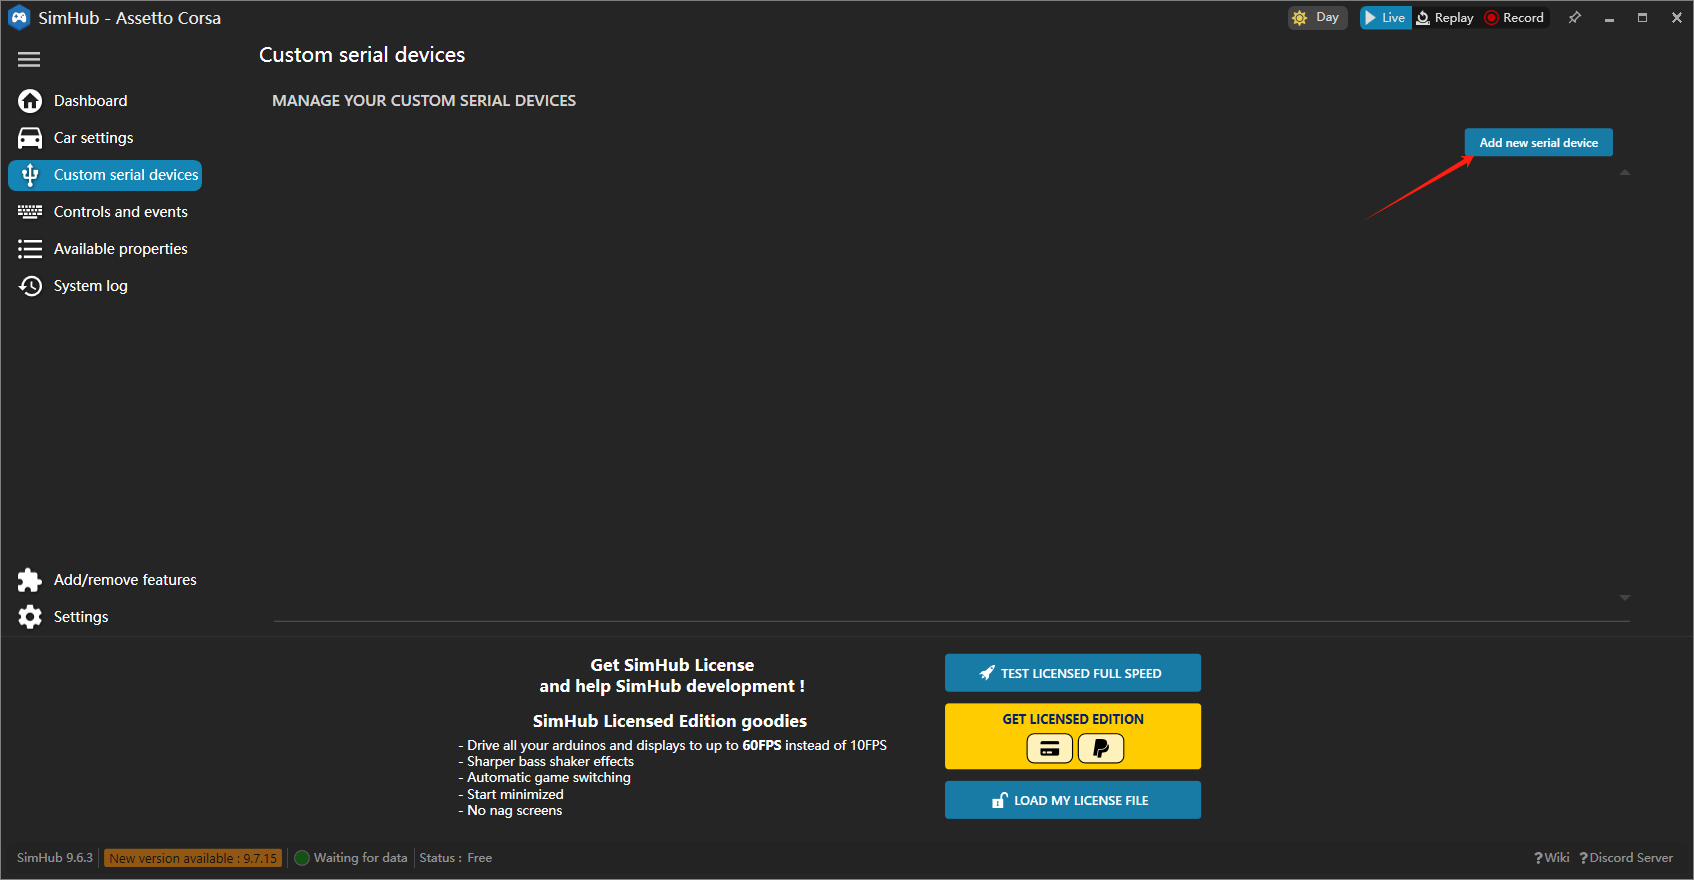 SimHub - Assetto Corsa
Day
Live
Replay
Record
Custom serial devices
MANAGE YOUR CUSTOM SERIAL DEVICES
Add new serial device
Dashboard
Car settings
Custom serial devices
Controls and events
Available properties
System log
Add/remove features
Settings
Get SimHub License
and help SimHub development !
SimHub Licensed Edition goodies
- Drive all your arduinos and displays to up to 60FPS instead of 10FPS
- Sharper bass shaker effects
- Automatic game switching
- Start minimized
- No nag screens
TEST LICENSED FULL SPEED
GET LICENSED EDITION
LOAD MY LICENSE FILE
SimHub 9.6.3
New version available : 9.7.15
Waiting for data
Status : Free
?Wiki
?Discord Server